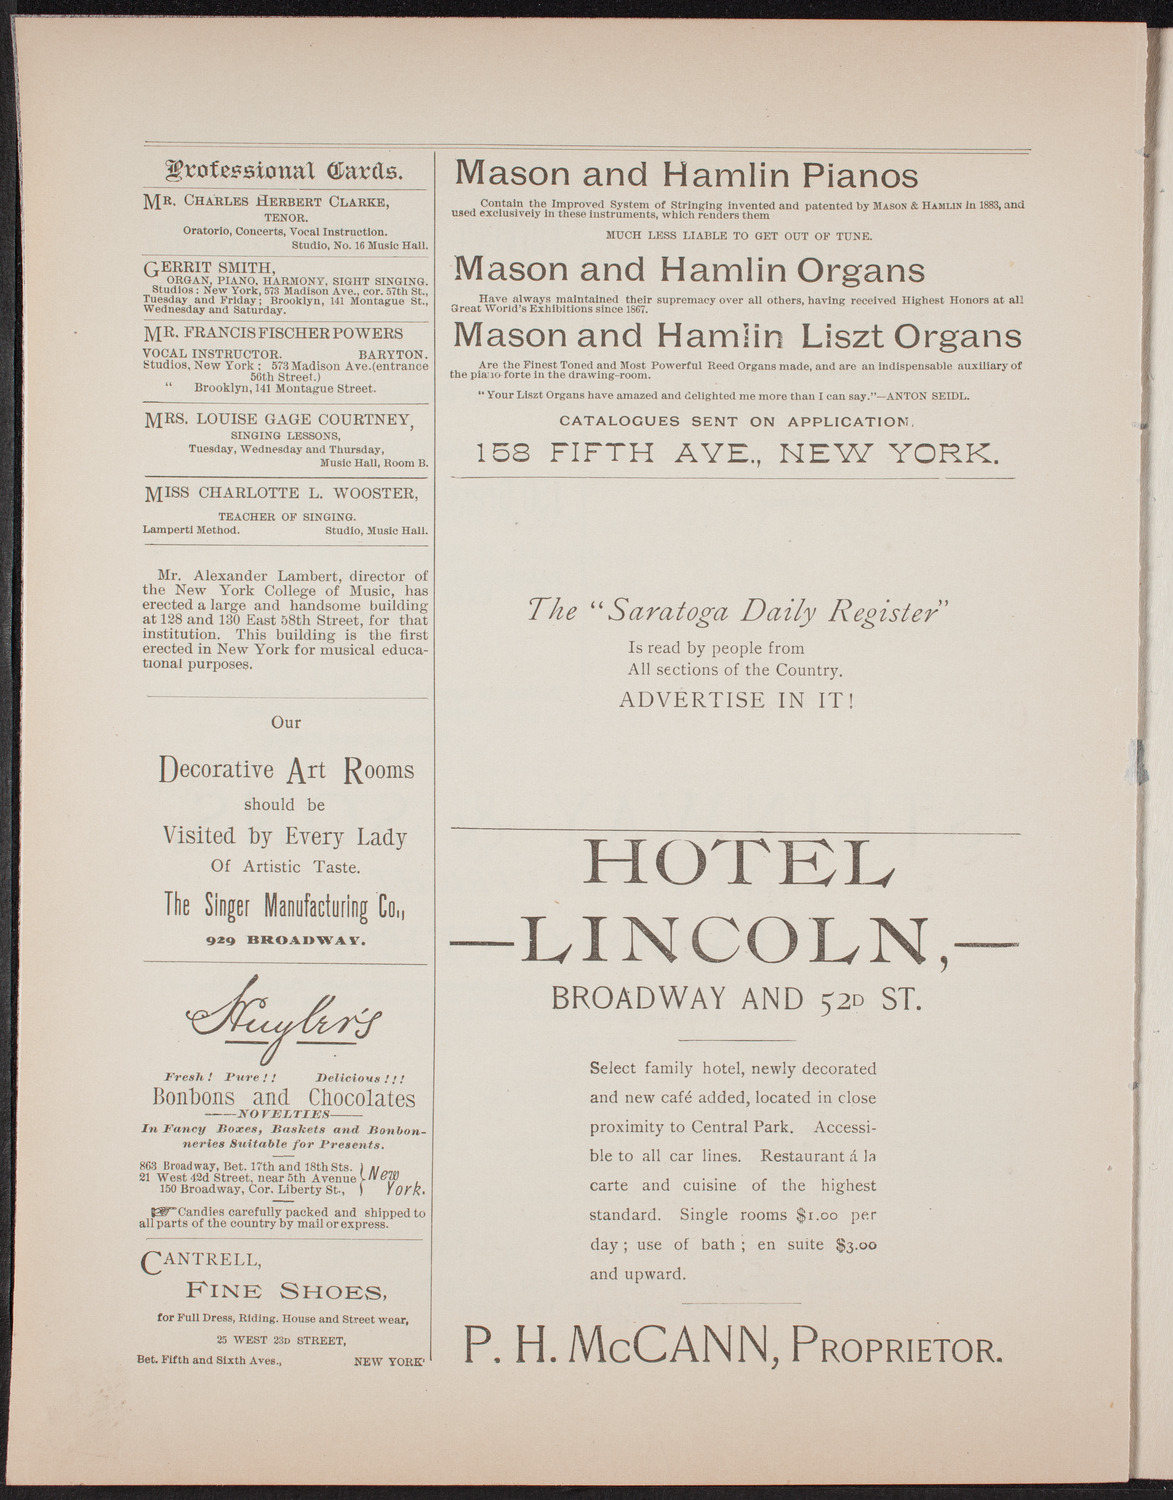 Professional Cards.
MR. CHARLES HERBERT CLARKE,
TENOR.
Oratorio, Concerts, Vocal Instruction.
Studio, No. 16 Music Hall.
GERRIT SMITH,
ORGAN, PIANO, HARMONY, SIGHT SINGING.
Studios: New York, 573 Madison Ave., cor. 57th St.,
Tuesday and Friday; Brooklyn, 141 Montague St.,
Wednesday and Saturday.
MR. FRANCIS FISCHER POWERS
VOCAL INSTRUCTOR. BARYTON.
Studios, New York; 573 Madison Ave.(entrance
56th Street.)
" Brooklyn, 141 Montague Street.
MRS. LOUISE GAGE COURTNEY,
SINGING LESSONS,
Tuesday, Wednesday and Thursday,
Music Hall, Room B.
MISS CHARLOTTE L. WOOSTER,
TEACHER OF SINGING.
Lamperti Method. Studio, Music Hall.
Mr. Alexander Lambert, director of
the New York College of Music, has
erected a large and handsome building
at 128 and 130 East 58th Street, for that
institution. This building is the first
erected in New York for musical educa-
tional purposes.
Our
Decorative Art Rooms
should be
Visited by Every Lady
Of Artistic Taste.
The Singer Manufacturing Co.,
929 BROADWAY.
Huyler's
Fresh! Pure!! Delicious!!!
Bonbons and Chocolates
NOVELTIES
In Fancy Boxes, Baskets and Bonbon-
neries Suitable for Presents.
863 Broadway, Bet. 17th and 18th Sts.
21 West 42d Street, near 5th Avenue
150 Broadway, Cor. Liberty St.,
New
York.
☞Candies carefully packed and shipped to
all parts of the country by mail or express.
CANTRELL,
FINE SHOES,
for Full Dress, Riding. House and Street wear,
25 WEST 23D STREET,
Bet. Fifth and Sixth Aves., NEW YORK
Mason and Hamlin Pianos
Contain the Improved System of Stringing invented and patented by MASON & HAMLIN in 1883, and
used exclusively in these instruments, which renders them
MUCH LESS LIABLE TO GET OUT OF TUNE.
Mason and Hamlin Organs
Have always maintained their supremacy over all others, having received Highest Honors at all
Great World's Exhibitions since 1867.
Mason and Hamlin Liszt Organs
Are the Finest Toned and Most Powerful Reed Organs made, and are an indispensable auxiliary of
the piano-forte in the drawing-room.
"Your Liszt Organs have amazed and delighted me more than I can say."—ANTON SEIDL.
CATALOGUES SENT ON APPLICATION.
158 FIFTH AVE., NEW YORK.
The "Saratoga Daily Register"
Is read by people from
All sections of the Country.
ADVERTISE IN IT!
HOTEL
—LINCOLN,—
BROADWAY AND 52D ST.
Select family hotel, newly decorated
and new café added, located in close
proximity to Central Park. Accessi-
ble to all car lines. Restaurant á la
carte and cuisine of the highest
standard. Single rooms $1.00 per
day; use of bath; en suite $3.00
and upward.
P. H. McCANN, PROPRIETOR.